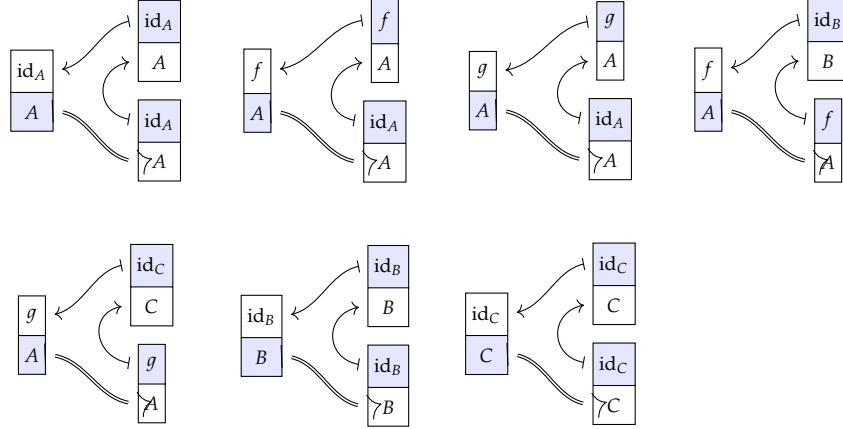 id_A f g id_B
id_A A f A g A f B
A id_A A id_A A id_A A f
A A A A
id_C id_B id_C
g C id_B B id_C C
A g B id_B C id_C
A B C